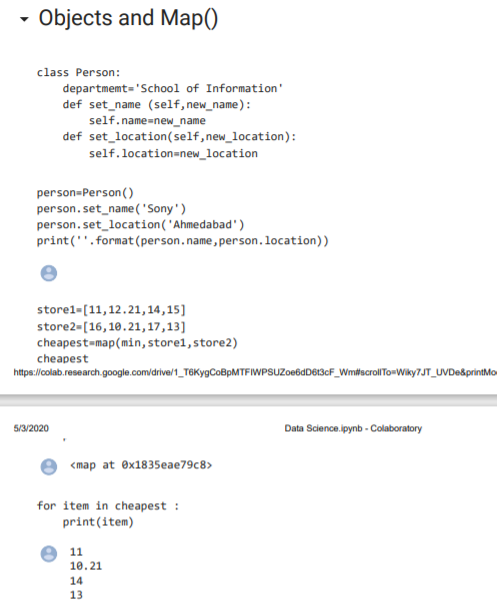 Objects and Map()
class Person:
    departmemt='School of Information'
    def set_name (self,new_name):
        self.name=new_name
    def set_location(self,new_location):
        self.location=new_location
person=Person()
person.set_name('Sony')
person.set_location('Ahmedabad')
print(''.format(person.name,person.location))
store1=[11,12.21,14,15]
store2=[16,10.21,17,13]
cheapest=map(min,store1,store2)
cheapest
https://colab.research.google.com/drive/1_T6KygCoBpMTFIWPSUZoe6dD6t3cF_Wm#scrollTo=Wiky7JT_UVDe&printMo
5/3/2020 Data Science.ipynb - Colaboratory
<map at 0x1835eae79c8>
for item in cheapest :
    print(item)
11
10.21
14
13